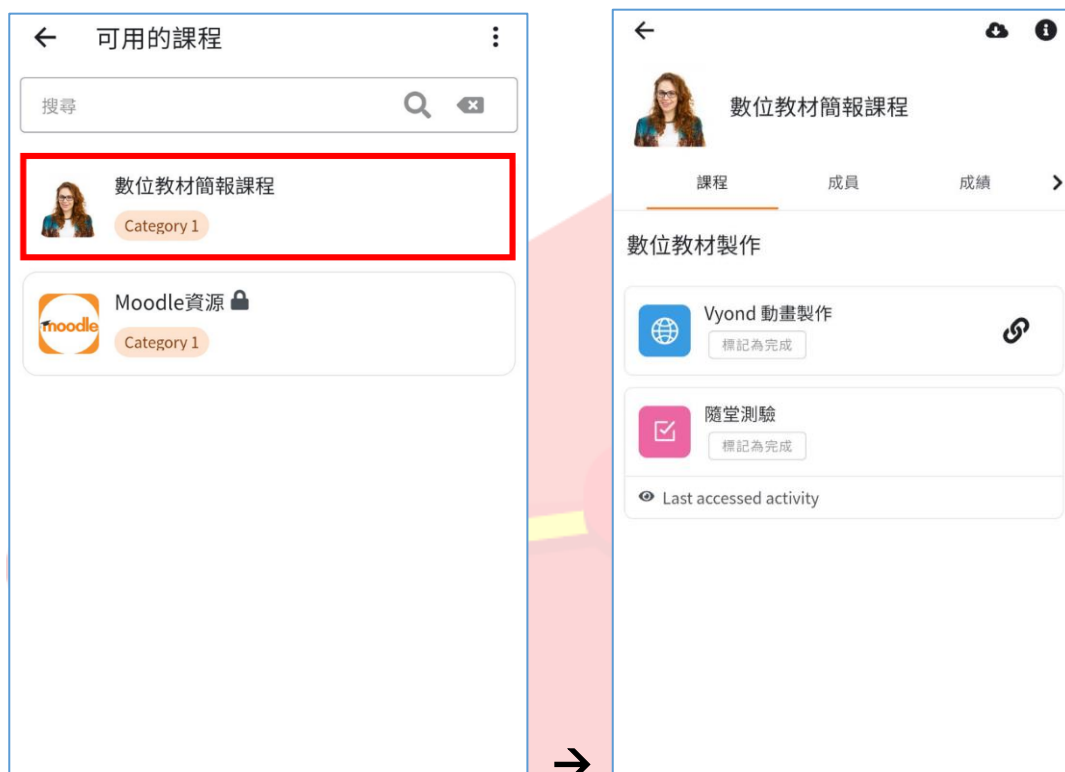 可用的課程
搜尋
數位教材簡報課程
Category 1
moodle
Moodle資源
Category 1
數位教材簡報課程
課程 成員 成績
數位教材製作
Vyond 動畫製作
標記為完成
隨堂測驗
標記為完成
Last accessed activity